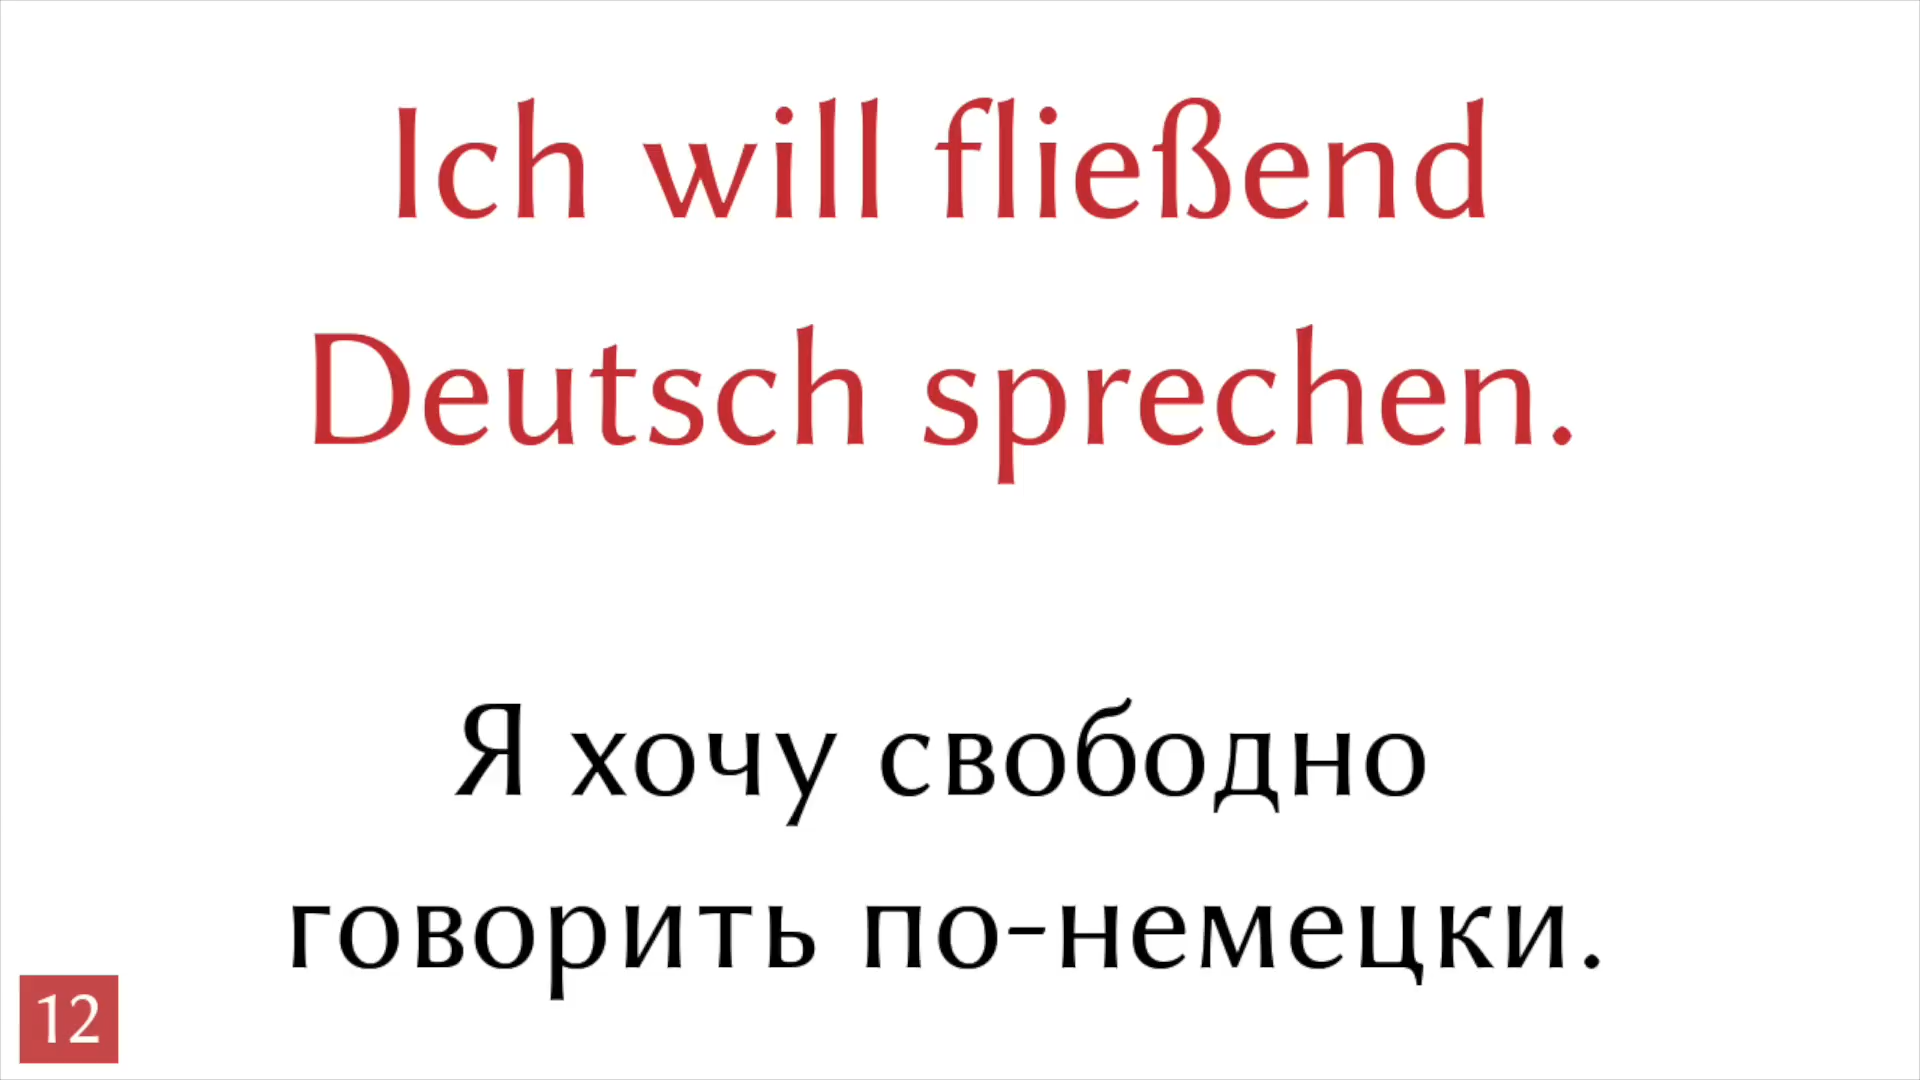 Ich will fließend
Deutsch sprechen.
Я хочу свободно
говорить по-немецки.
12